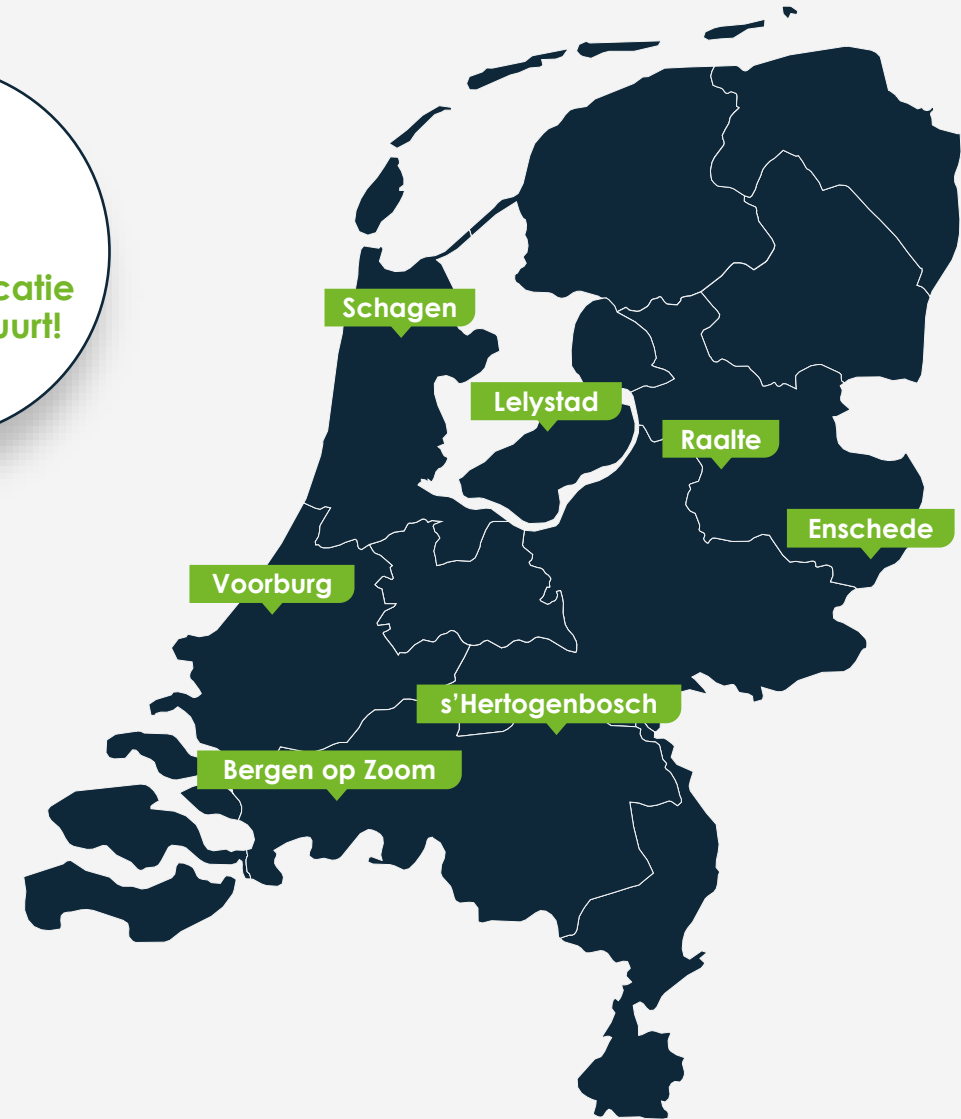 catie
uurt!
Schagen
Lelystad
Raalte
Enschede
Voorburg
s’Hertogenbosch
Bergen op Zoom